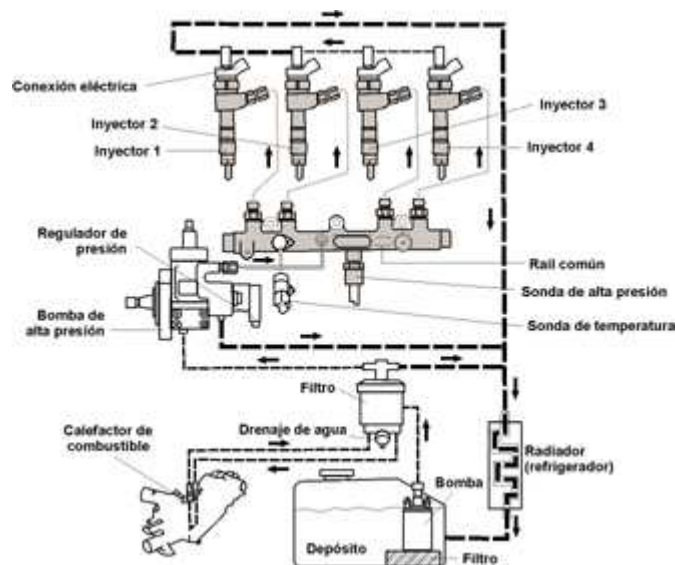 Conexión eléctrica
Inyector 2
Inyector 1
Inyector 3
Inyector 4
Regulador de
presión
Rail común
Sonda de alta presión
Bomba de
alta presión
Sonda de temperatura
Filtro
Calefactor de
combustible
Drenaje de agua
Radiador
(refrigerador)
Bomba
Depósito
Filtro